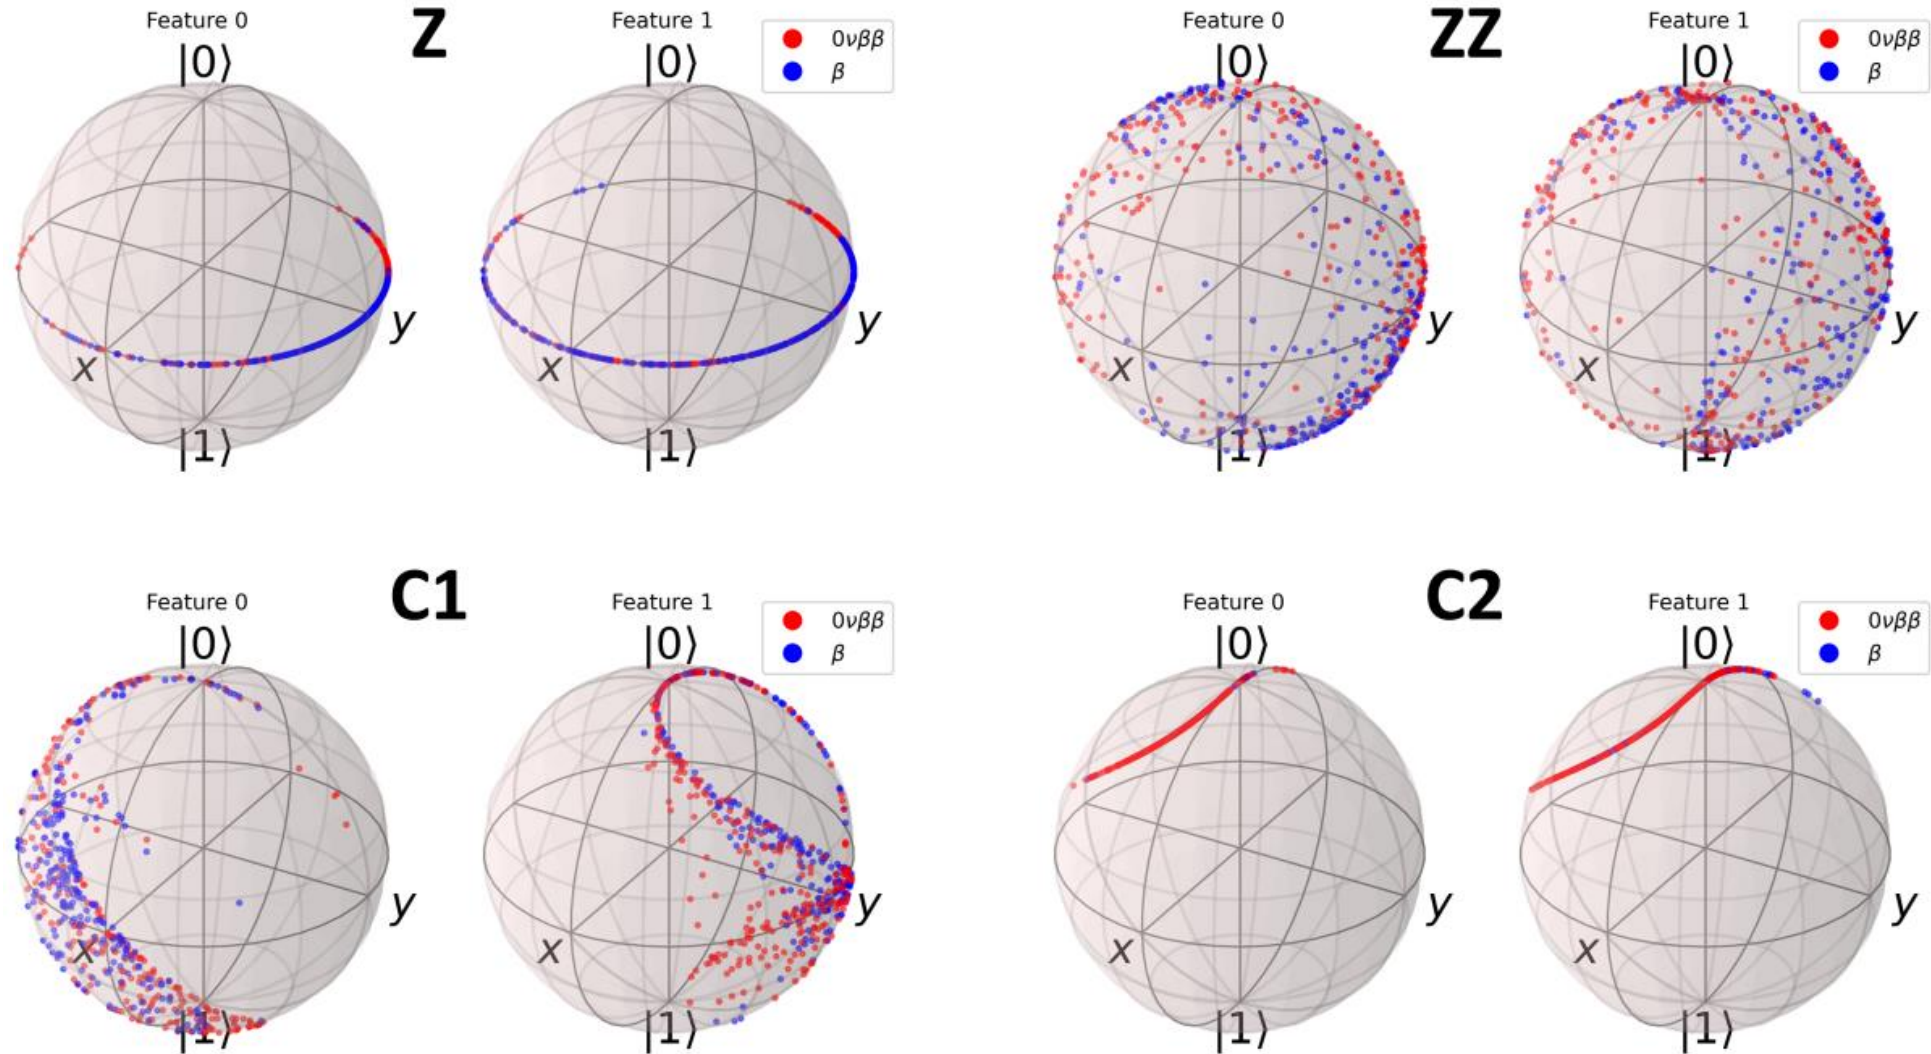 Z
Feature 0
|0⟩
x
y
|1⟩
Feature 1
|0⟩
x
y
|1⟩
0νββ
β
ZZ
Feature 0
|0⟩
x
y
|1⟩
Feature 1
|0⟩
x
y
|1⟩
0νββ
β
C1
Feature 0
|0⟩
x
y
|1⟩
Feature 1
|0⟩
x
y
|1⟩
0νββ
β
C2
Feature 0
|0⟩
x
y
|1⟩
Feature 1
|0⟩
x
y
|1⟩
0νββ
β